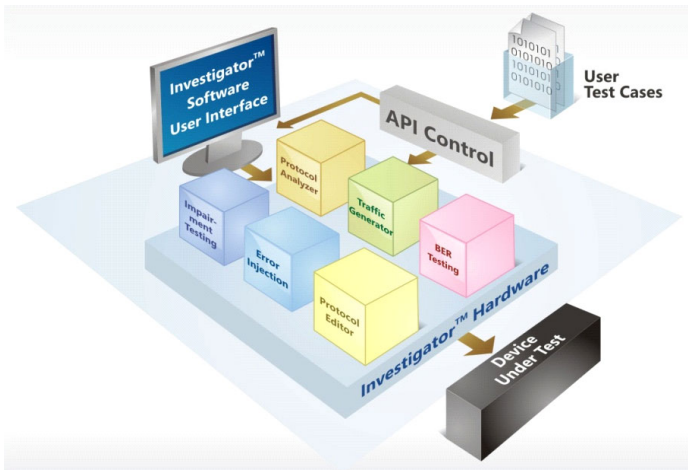 Investigator™
Software
User Interface
1010101
0101010
1010101
0101010
User
Test Cases
API Control
Protocol
Analyzer
Traffic
Generator
Impair-
ment
Testing
Error
Injection
BER
Testing
Protocol
Editor
Investigator™ Hardware
Device
Under Test